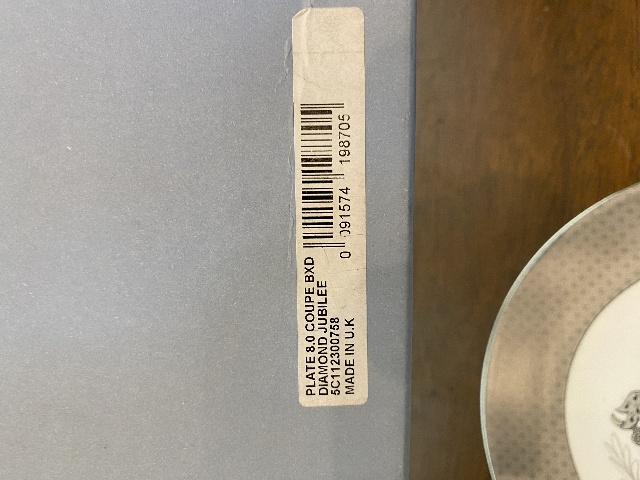 PLATE 8.0 COUPE BXD
DIAMOND JUBILEE
5C112300758
MADE IN U.K
0 091574 198705